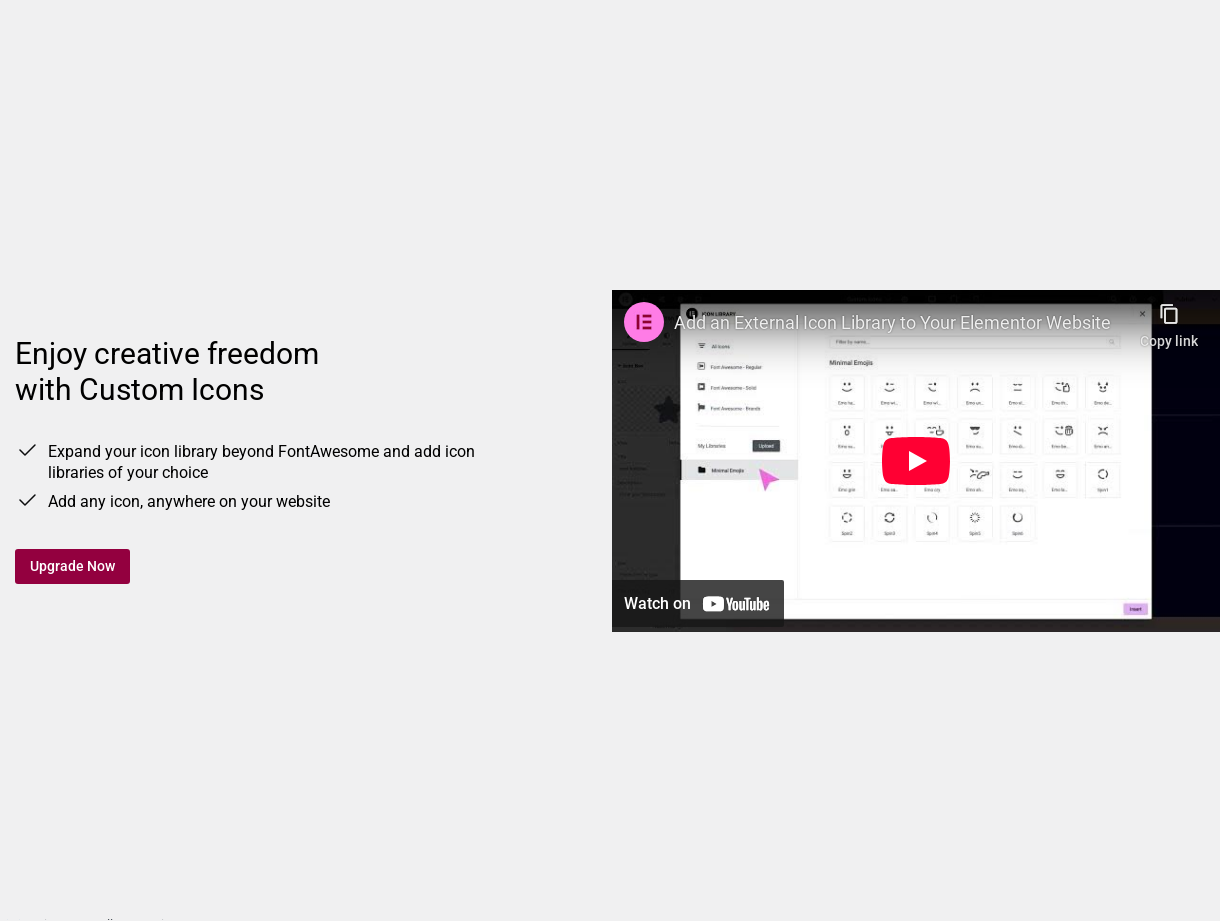 Enjoy creative freedom
with Custom Icons
Expand your icon library beyond FontAwesome and add icon
libraries of your choice
Add any icon, anywhere on your website
Upgrade Now
Add an External Icon Library to Your Elementor Website
Copy link
ICON LIBRARY
Filter by name...
All Icons
Minimal Emojis
Font Awesome - Regular
Font Awesome - Solid
Font Awesome - Brands
My Libraries
Upload
Minimal Emojis
Spin1
Spin2
Spin3
Spin4
Spin5
Spin6
Insert
Watch on YouTube